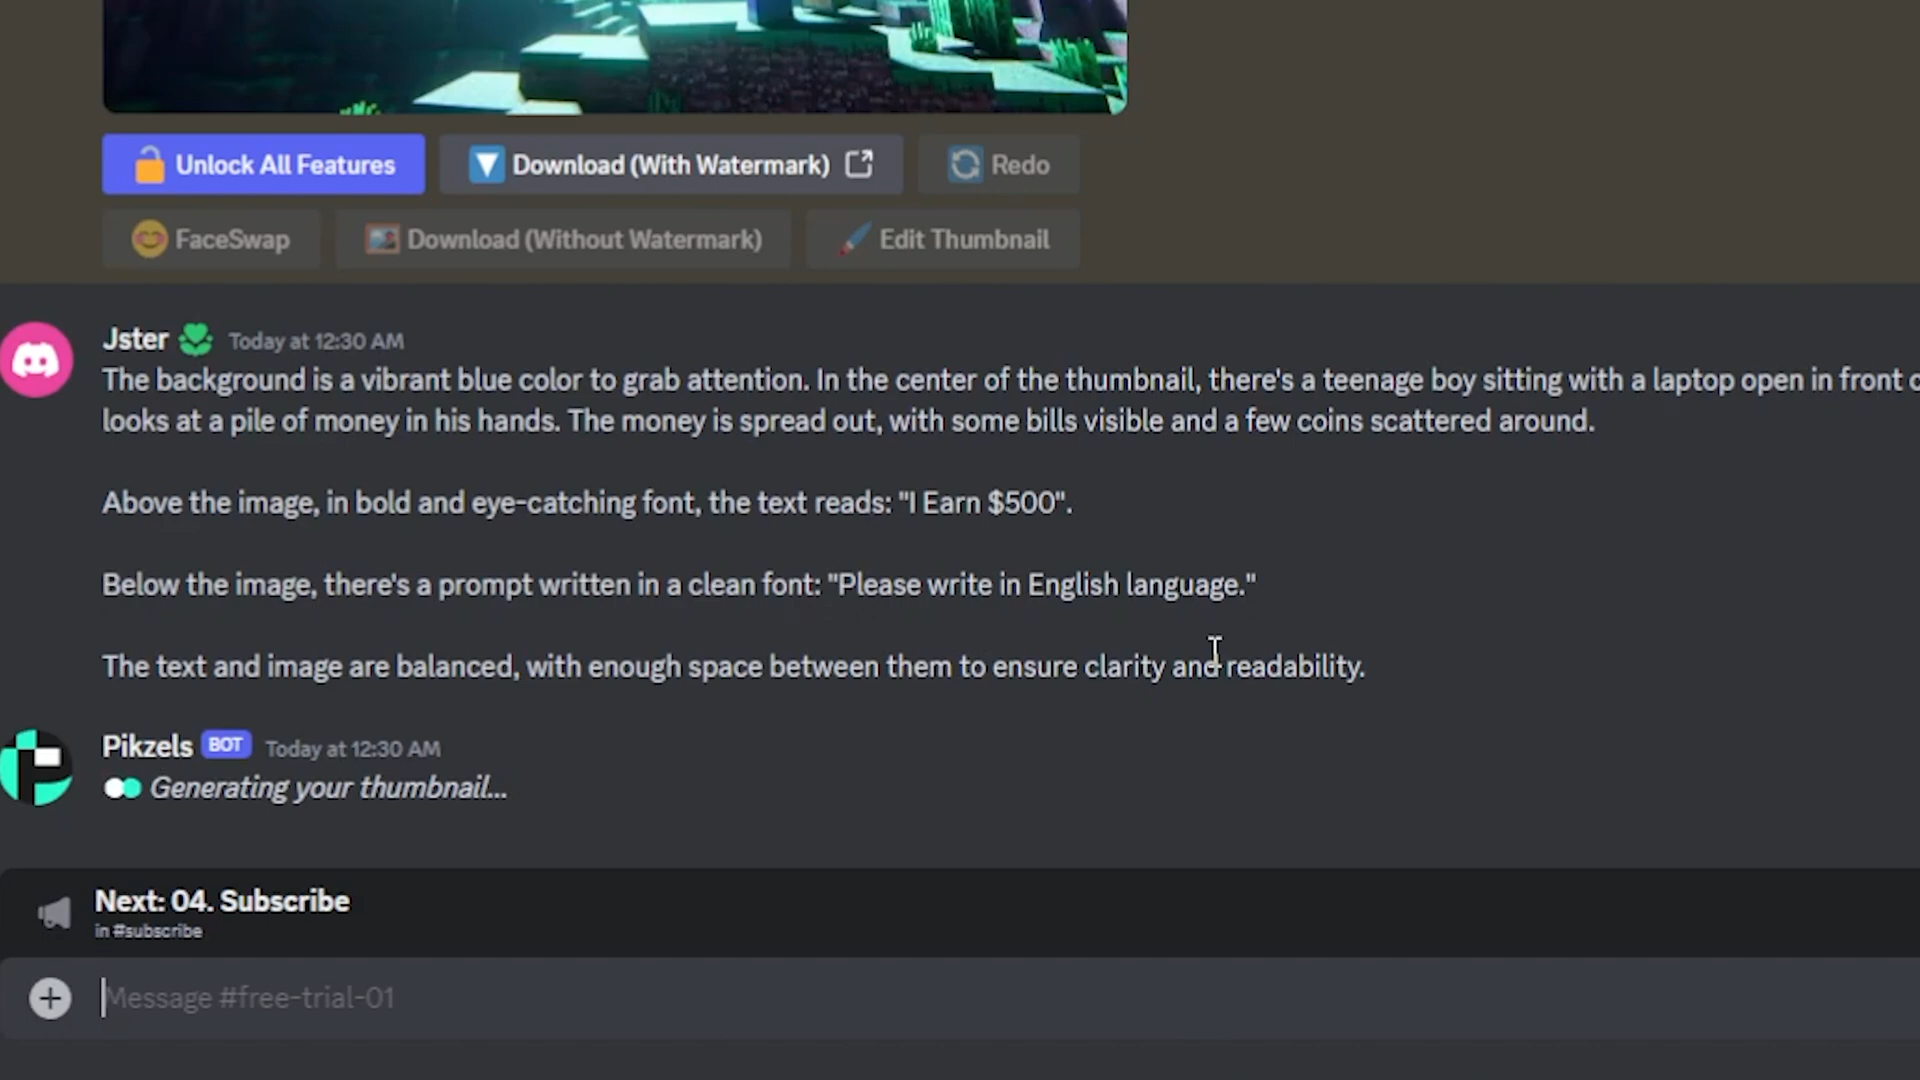 Unlock All Features Download (With Watermark) Redo
FaceSwap Download (Without Watermark) Edit Thumbnail
Jster Today at 12:30 AM
The background is a vibrant blue color to grab attention. In the center of the thumbnail, there's a teenage boy sitting with a laptop open in front
looks at a pile of money in his hands. The money is spread out, with some bills visible and a few coins scattered around.
Above the image, in bold and eye-catching font, the text reads: "I Earn $500".
Below the image, there's a prompt written in a clean font: "Please write in English language."
The text and image are balanced, with enough space between them to ensure clarity and readability.
Pikzels BOT Today at 12:30 AM
Generating your thumbnail...
Next: 04. Subscribe
in #subscribe
Message #free-trial-01